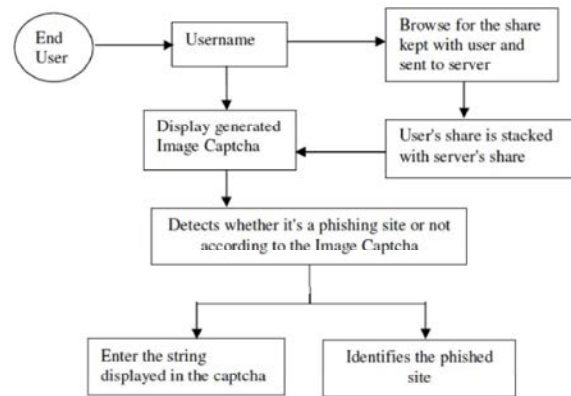 End
User
Username
Browse for the share
kept with user and
sent to server
Display generated
Image Captcha
User's share is stacked
with server's share
Detects whether it's a phishing site or not
according to the Image Captcha
Enter the string
displayed in the captcha
Identifies the phished
site